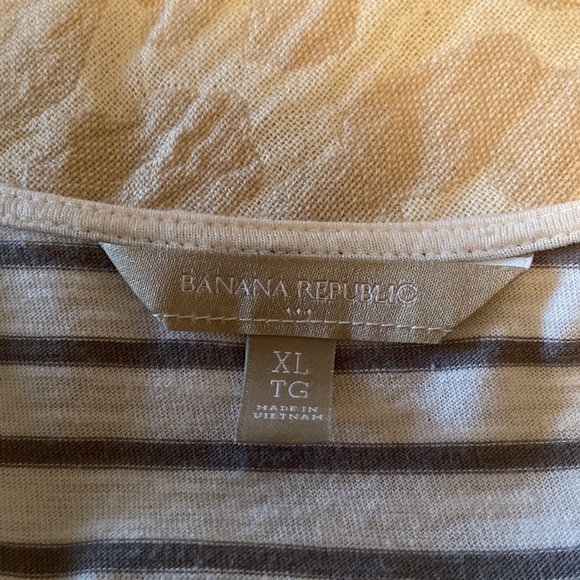 BANANA REPUBLIC
XL
TG
MADE IN
VIETNAM